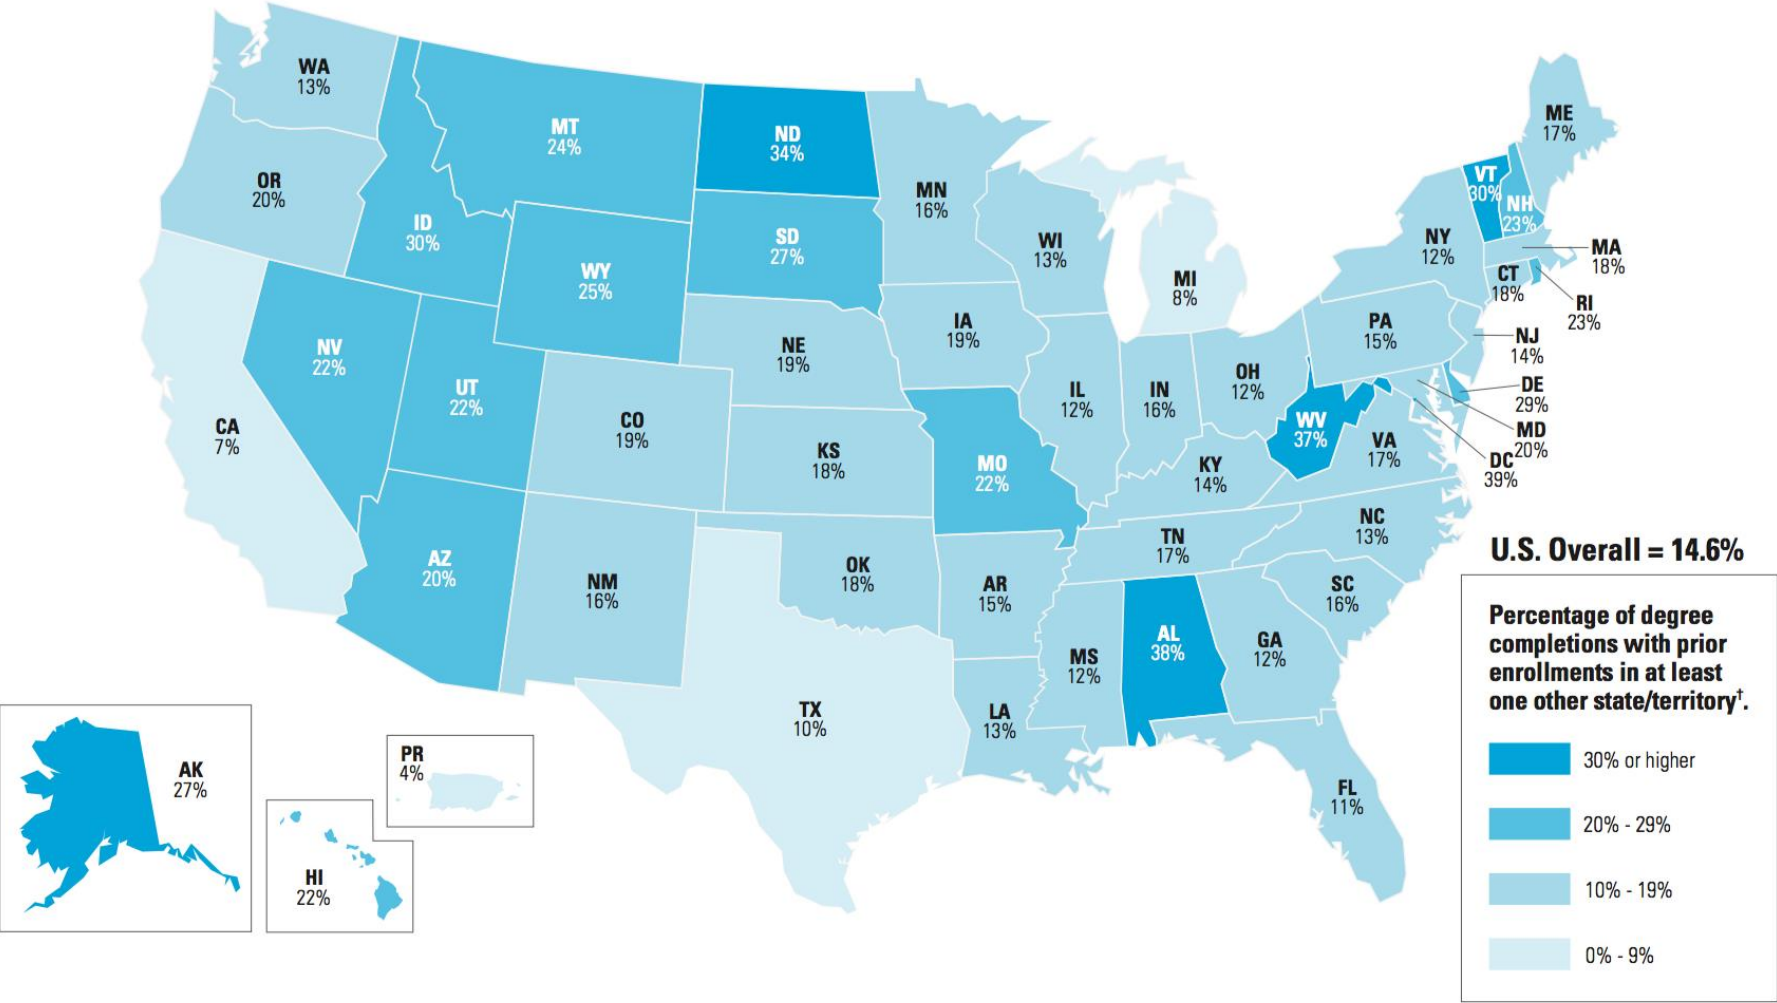 WA
13%
OR
20%
CA
7%
ID
30%
NV
22%
MT
24%
WY
25%
UT
22%
AZ
20%
CO
19%
NM
16%
ND
34%
SD
27%
NE
19%
KS
18%
OK
18%
TX
10%
MN
16%
IA
19%
MO
22%
AR
15%
LA
13%
WI
13%
IL
12%
MI
8%
IN
16%
OH
12%
KY
14%
TN
17%
MS
12%
AL
38%
GA
12%
FL
11%
SC
16%
NC
13%
VA
17%
WV
37%
PA
15%
NY
12%
VT
30%
NH
23%
ME
17%
MA
18%
CT
18%
RI
23%
NJ
14%
DE
29%
MD
20%
DC
39%
AK
27%
HI
22%
PR
4%
U.S. Overall = 14.6%
Percentage of degree
completions with prior
enrollments in at least
one other state/territory†.
30% or higher
20% - 29%
10% - 19%
0% - 9%